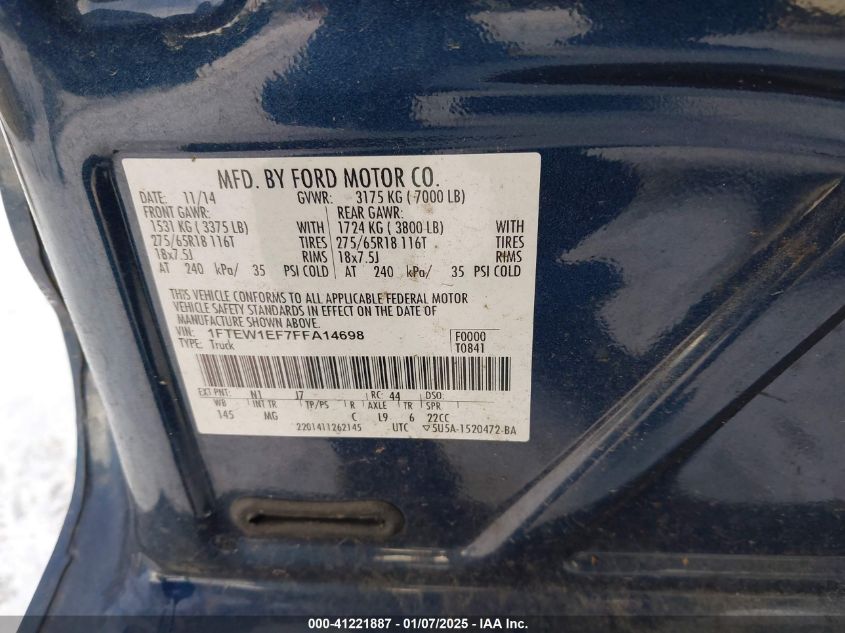 MFD. BY FORD MOTOR CO.
DATE: 11/14 GVWR: 3175 KG ( 7000 LB)
FRONT GAWR: REAR GAWR:
1531 KG ( 3375 LB) WITH 1724 KG ( 3800 LB) WITH
275/65R18 116T TIRES 275/65R18 116T TIRES
18x7.5J RIMS 18x7.5J RIMS
AT 240 kPa/ 35 PSI COLD AT 240 kPa/ 35 PSI COLD
THIS VEHICLE CONFORMS TO ALL APPLICABLE FEDERAL MOTOR
VEHICLE SAFETY STANDARDS IN EFFECT ON THE DATE OF
MANUFACTURE SHOWN ABOVE.
VIN: 1FTEW1EF7FFA14698 F0000
TYPE: Truck T0841
EXT PNT: N1 J7 RC: 44 DSO:
WB INT TR TP/PS R AXLE TR SPR
145 MG C L9 6 22CC
2201411262145 UTC ▽5U5A-1520472-BA
000-41221887 - 01/07/2025 - IAA Inc.